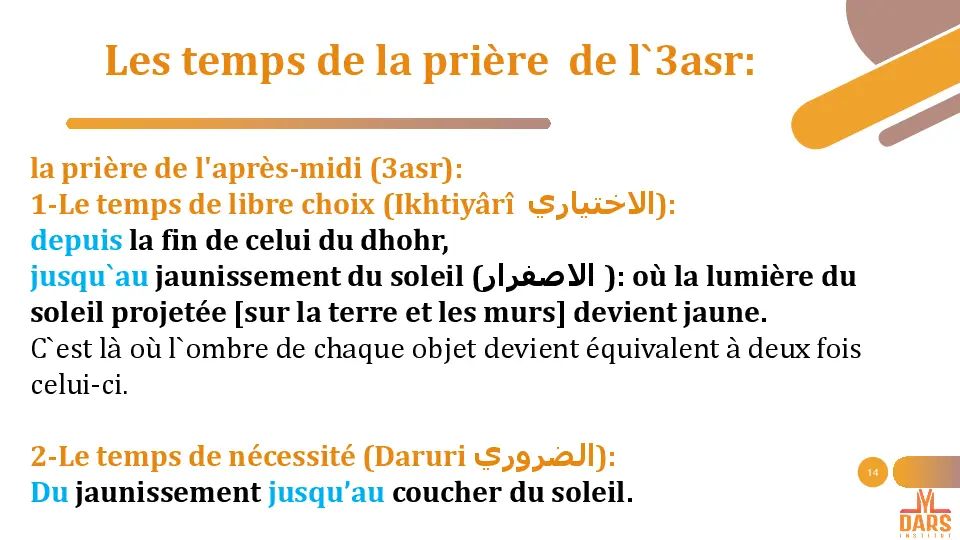 Les temps de la prière  de l`3asr:
la prière de l'après-midi (3asr):
1-Le temps de libre choix (Ikhtiyârî الاختياري):
depuis la fin de celui du dhohr,
jusqu`au jaunissement du soleil (الاصفرار ): où la lumière du
soleil projetée [sur la terre et les murs] devient jaune.
C`est là où l`ombre de chaque objet devient équivalent à deux fois
celui-ci.
2-Le temps de nécessité (Daruri الضروري):
Du jaunissement jusqu’au coucher du soleil.
14
DARS
INSTITUT